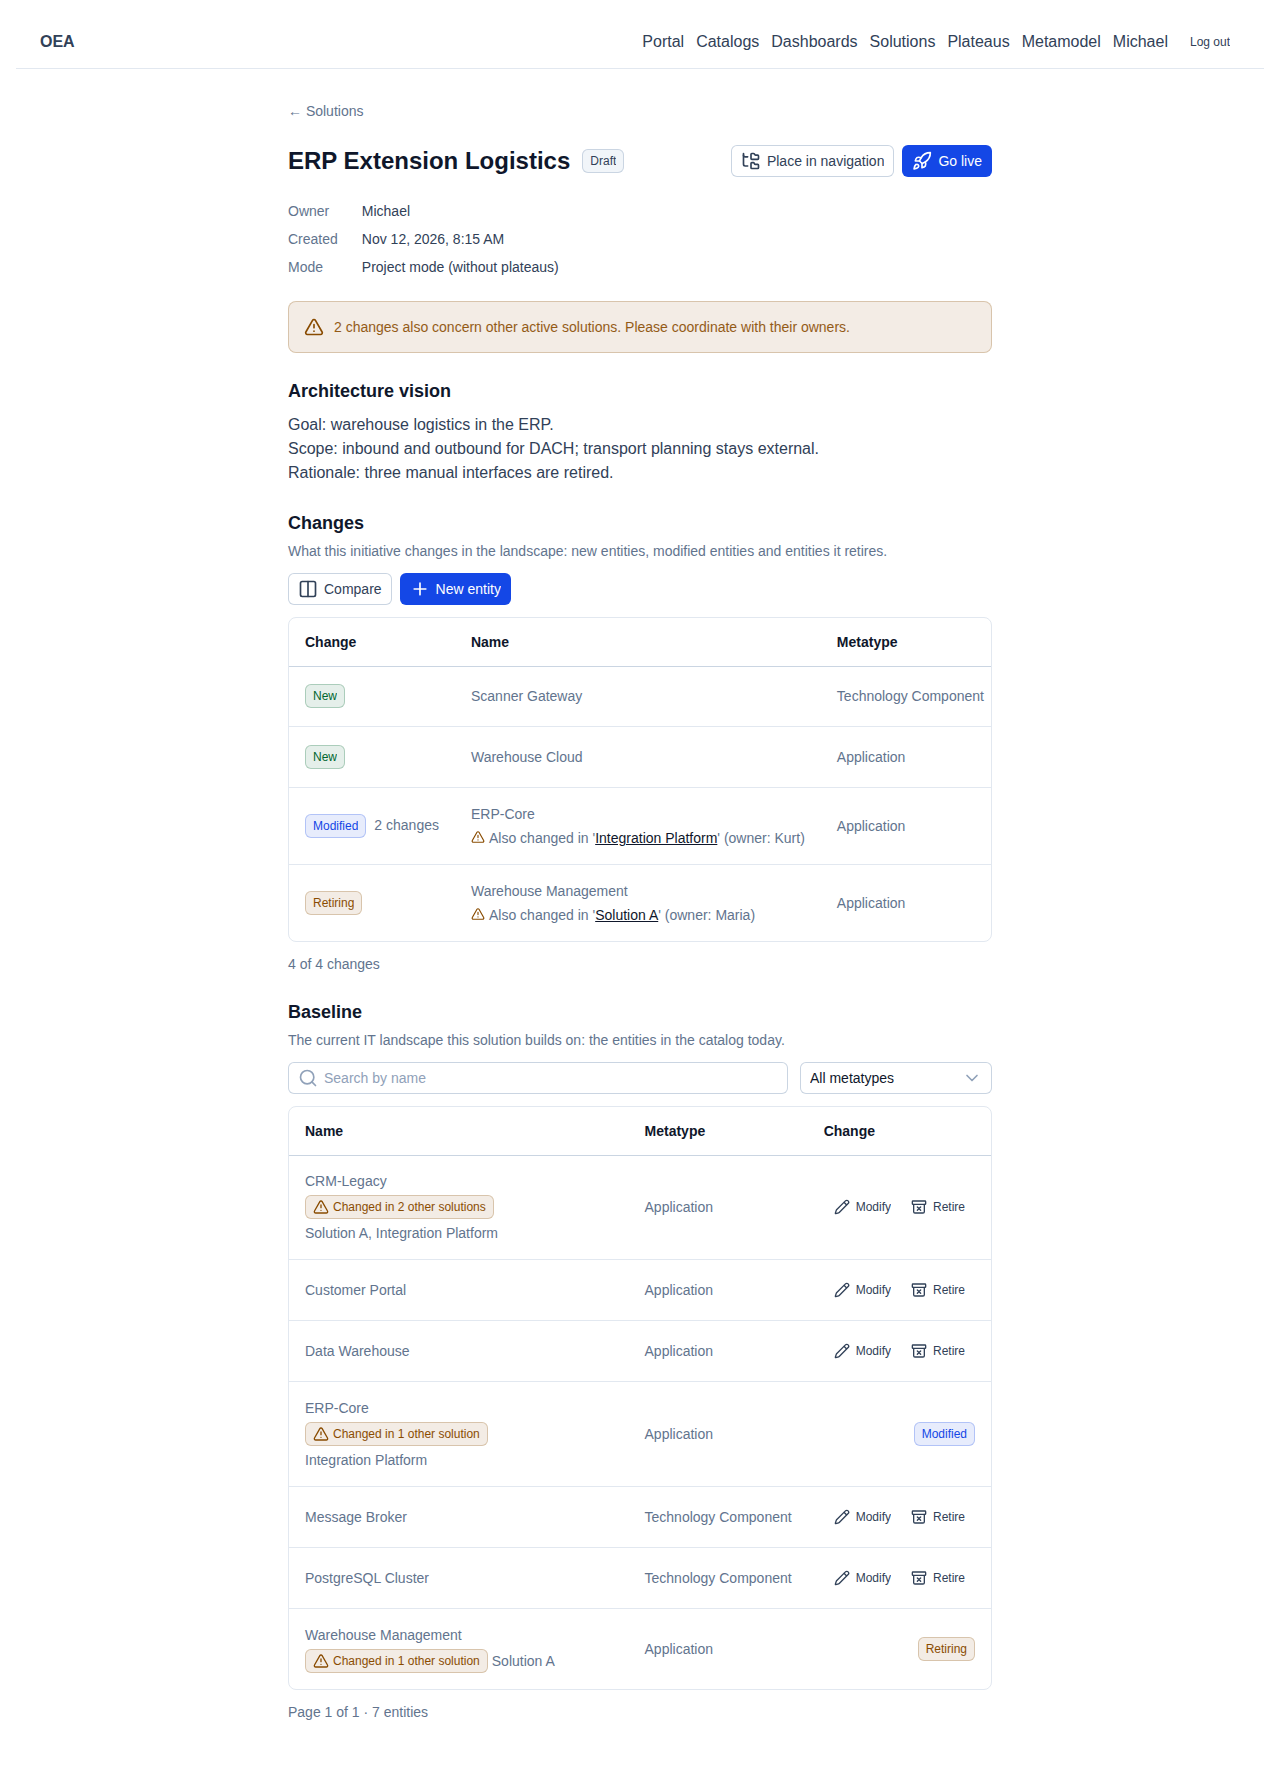 OEA
Portal Catalogs Dashboards Solutions Plateaus Metamodel Michael Log out
← Solutions
ERP Extension Logistics Draft Place in navigation Go live
Owner Michael
Created Nov 12, 2026, 8:15 AM
Mode Project mode (without plateaus)
2 changes also concern other active solutions. Please coordinate with their owners.
Architecture vision
Goal: warehouse logistics in the ERP.
Scope: inbound and outbound for DACH; transport planning stays external.
Rationale: three manual interfaces are retired.
Changes
What this initiative changes in the landscape: new entities, modified entities and entities it retires.
Compare New entity
Change Name Metatype
New Scanner Gateway Technology Component
New Warehouse Cloud Application
Modified 2 changes ERP-Core Application
Also changed in 'Integration Platform' (owner: Kurt)
Retiring Warehouse Management Application
Also changed in 'Solution A' (owner: Maria)
4 of 4 changes
Baseline
The current IT landscape this solution builds on: the entities in the catalog today.
Search by name All metatypes
Name Metatype Change
CRM-Legacy
Changed in 2 other solutions Application Modify Retire
Solution A, Integration Platform
Customer Portal Application Modify Retire
Data Warehouse Application Modify Retire
ERP-Core
Changed in 1 other solution Application Modified
Integration Platform
Message Broker Technology Component Modify Retire
PostgreSQL Cluster Technology Component Modify Retire
Warehouse Management Application Retiring
Changed in 1 other solution Solution A
Page 1 of 1 · 7 entities